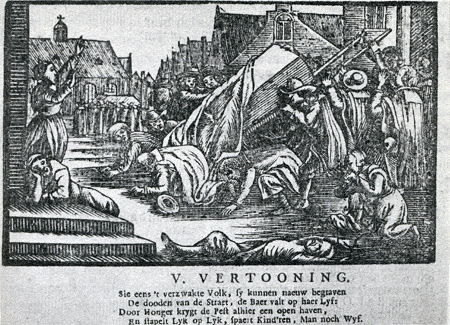 V. VERTOONING.
Sie eens 't verzwakte Volk, sy kunnen naeuw begraven
De dooden van de Straet, de Baer valt op haer Lyf:
Door Honger krygt de Pest alhier een open haven,
En stapelt Lyk op Lyk, spaert Kind'ren, Man noch Wyf.